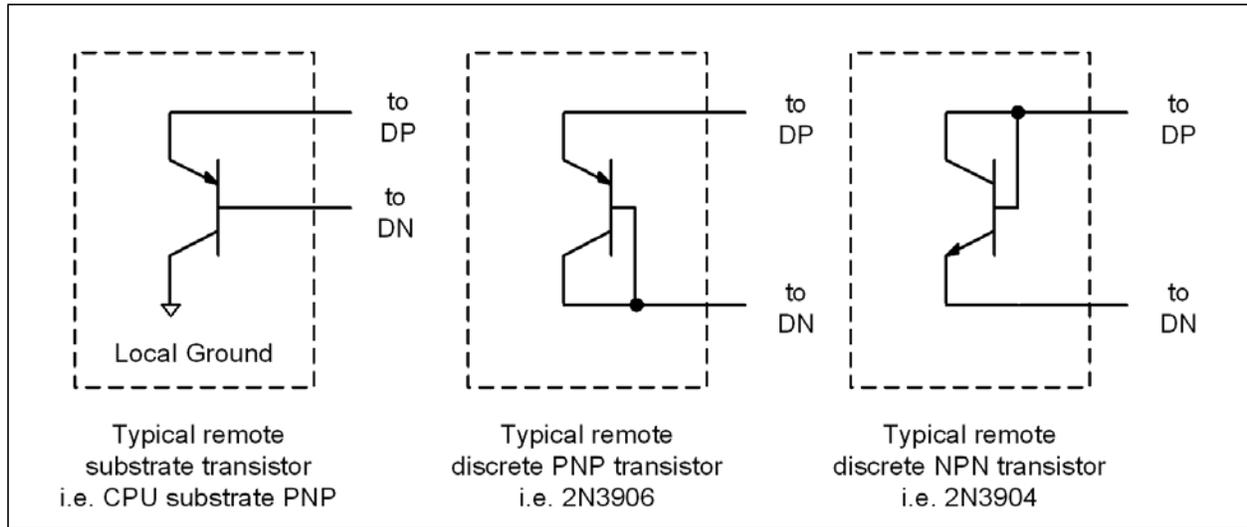 to
DP
to
DN
Local Ground
Typical remote
substrate transistor
i.e. CPU substrate PNP
to
DP
to
DN
Typical remote
discrete PNP transistor
i.e. 2N3906
to
DP
to
DN
Typical remote
discrete NPN transistor
i.e. 2N3904